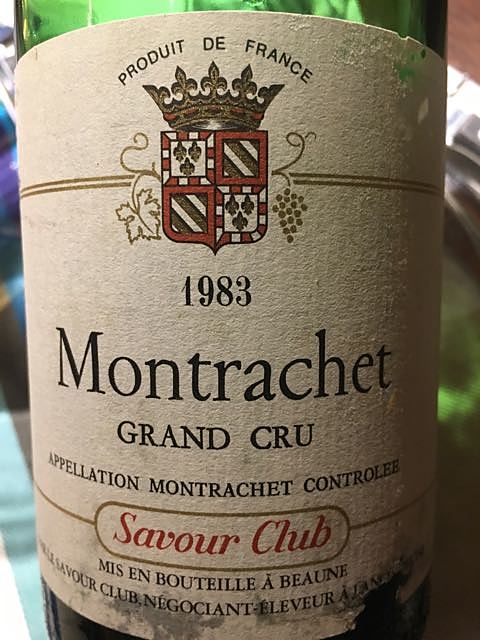 PRODUIT DE FRANCE
1983
Montrachet
GRAND CRU
APPELLATION MONTRACHET CONTROLEE
Savour Club
MIS EN BOUTEILLE À BEAUNE
SAVOUR CLUB, NÉGOCIANT-ÉLEVEUR À